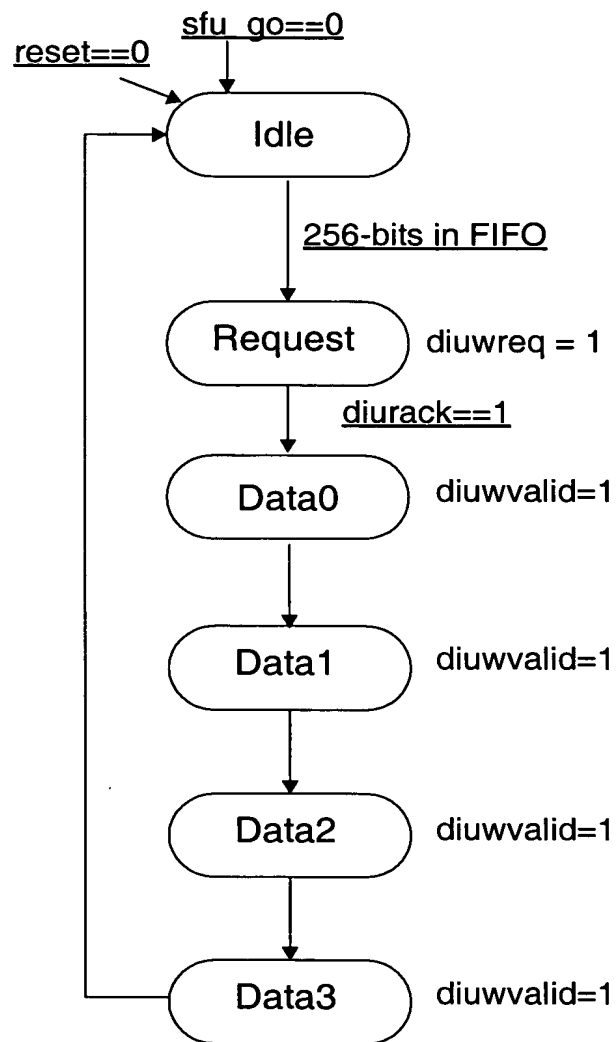 sfu_go==0
reset==0
Idle
256-bits in FIFO
Request
diuwreq = 1
diurack==1
Data0
diuwvalid=1
Data1
diuwvalid=1
Data2
diuwvalid=1
Data3
diuwvalid=1